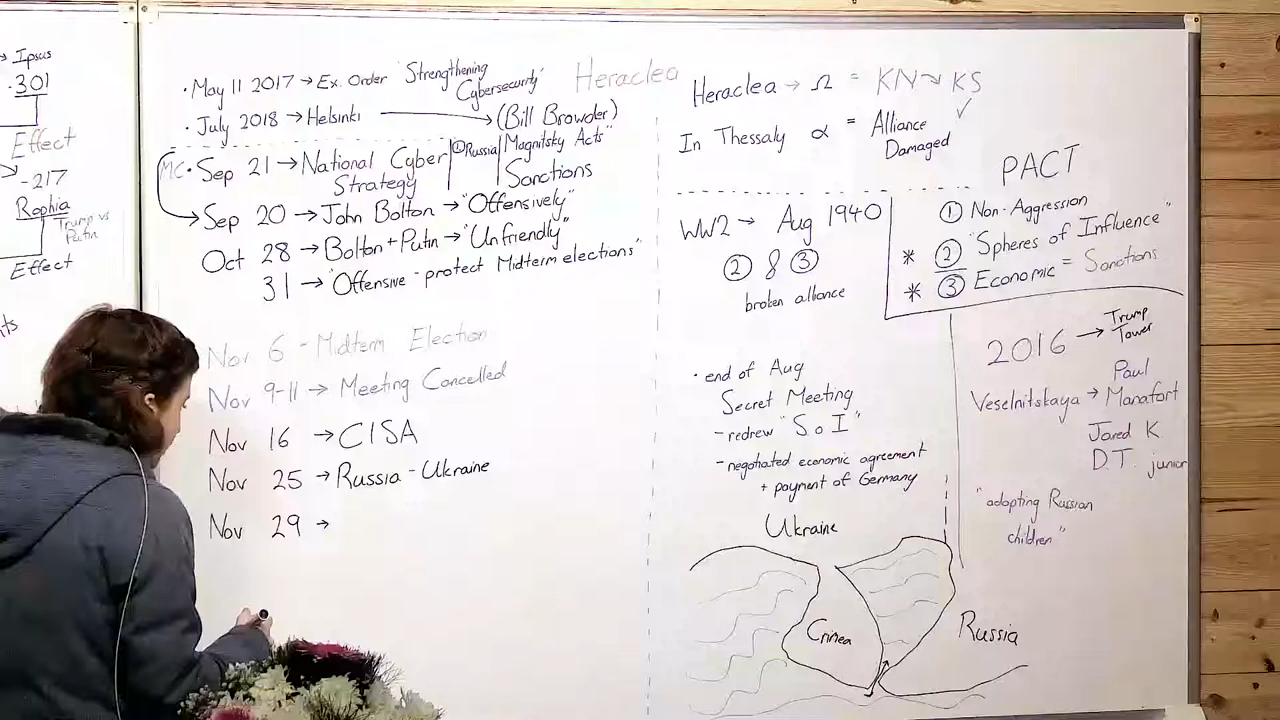 → Ipsus
·301
Effect
-217
Raphia
Trump vs
Putin
Effect
· May 11 2017 → Ex. Order "Strengthening
Cybersecurity"
Heraclea
· July 2018 → Helsinki → (Bill Browder)
MC · Sep 21 → National Cyber
Strategy
① Russia
"Magnitsky Acts"
Sanctions
Sep 20 → John Bolton → "Offensively"
Oct 28 → Bolton + Putin → "Unfriendly"
31 → "Offensive - protect Midterm elections"
Nov 6 - Midterm Election
Nov 9-11 → Meeting Cancelled
Nov 16 → CISA
Nov 25 → Russia - Ukraine
Nov 29 →
Heraclea → Ω = KN → KS
✓
In Thessaly α = Alliance
Damaged
PACT
① Non-Aggression
* ② "Spheres of Influence"
* ③ Economic = Sanctions
WW2 → Aug 1940
② & ③
broken alliance
· end of Aug
Secret Meeting
- redrew "S o I"
- negotiated economic agreement
+ payment of Germany
2016 → Trump
Tower
Paul
Veselnitskaya → Manafort
Jared K
D.T. junior
"adopting Russian
children"
Ukraine
Crimea
Russia